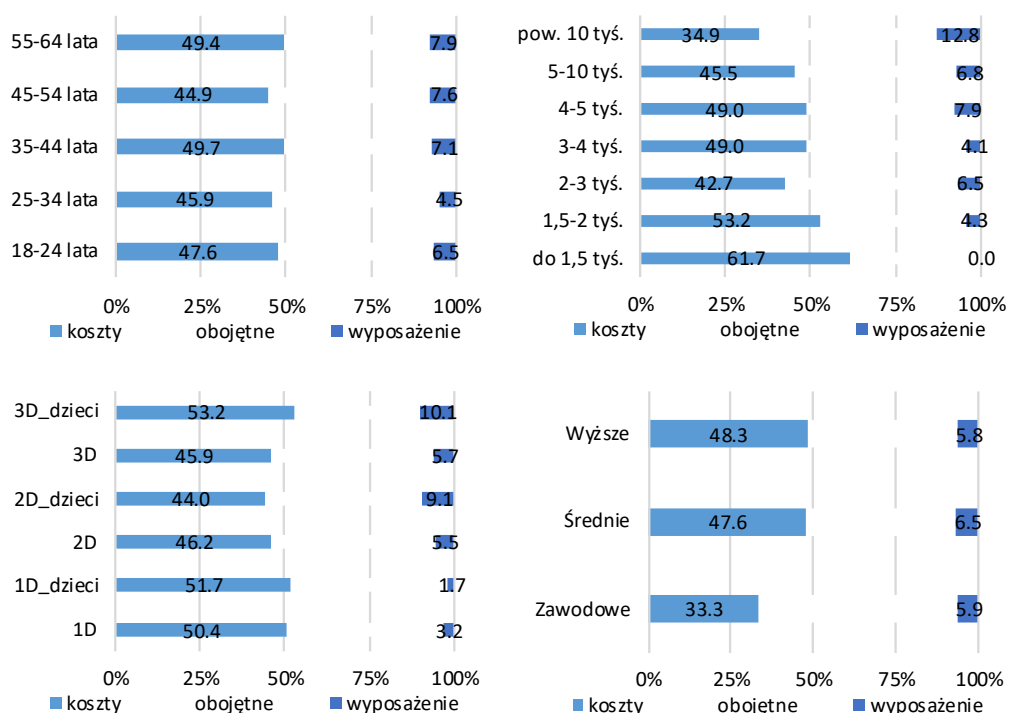 55-64 lata 49.4 7.9
45-54 lata 44.9 7.6
35-44 lata 49.7 7.1
25-34 lata 45.9 4.5
18-24 lata 47.6 6.5
0% 25% 50% 75% 100%
koszty obojętne wyposażenie
pow. 10 tyś. 34.9 12.8
5-10 tyś. 45.5 6.8
4-5 tyś. 49.0 7.9
3-4 tyś. 49.0 4.1
2-3 tyś. 42.7 6.5
1,5-2 tyś. 53.2 4.3
do 1,5 tyś. 61.7 0.0
0% 25% 50% 75% 100%
koszty obojętne wyposażenie
3D_dzieci 53.2 10.1
3D 45.9 5.7
2D_dzieci 44.0 9.1
2D 46.2 5.5
1D_dzieci 51.7 1.7
1D 50.4 3.2
0% 25% 50% 75% 100%
koszty obojętne wyposażenie
Wyższe 48.3 5.8
Średnie 47.6 6.5
Zawodowe 33.3 5.9
0% 25% 50% 75% 100%
koszty obojętne wyposażenie